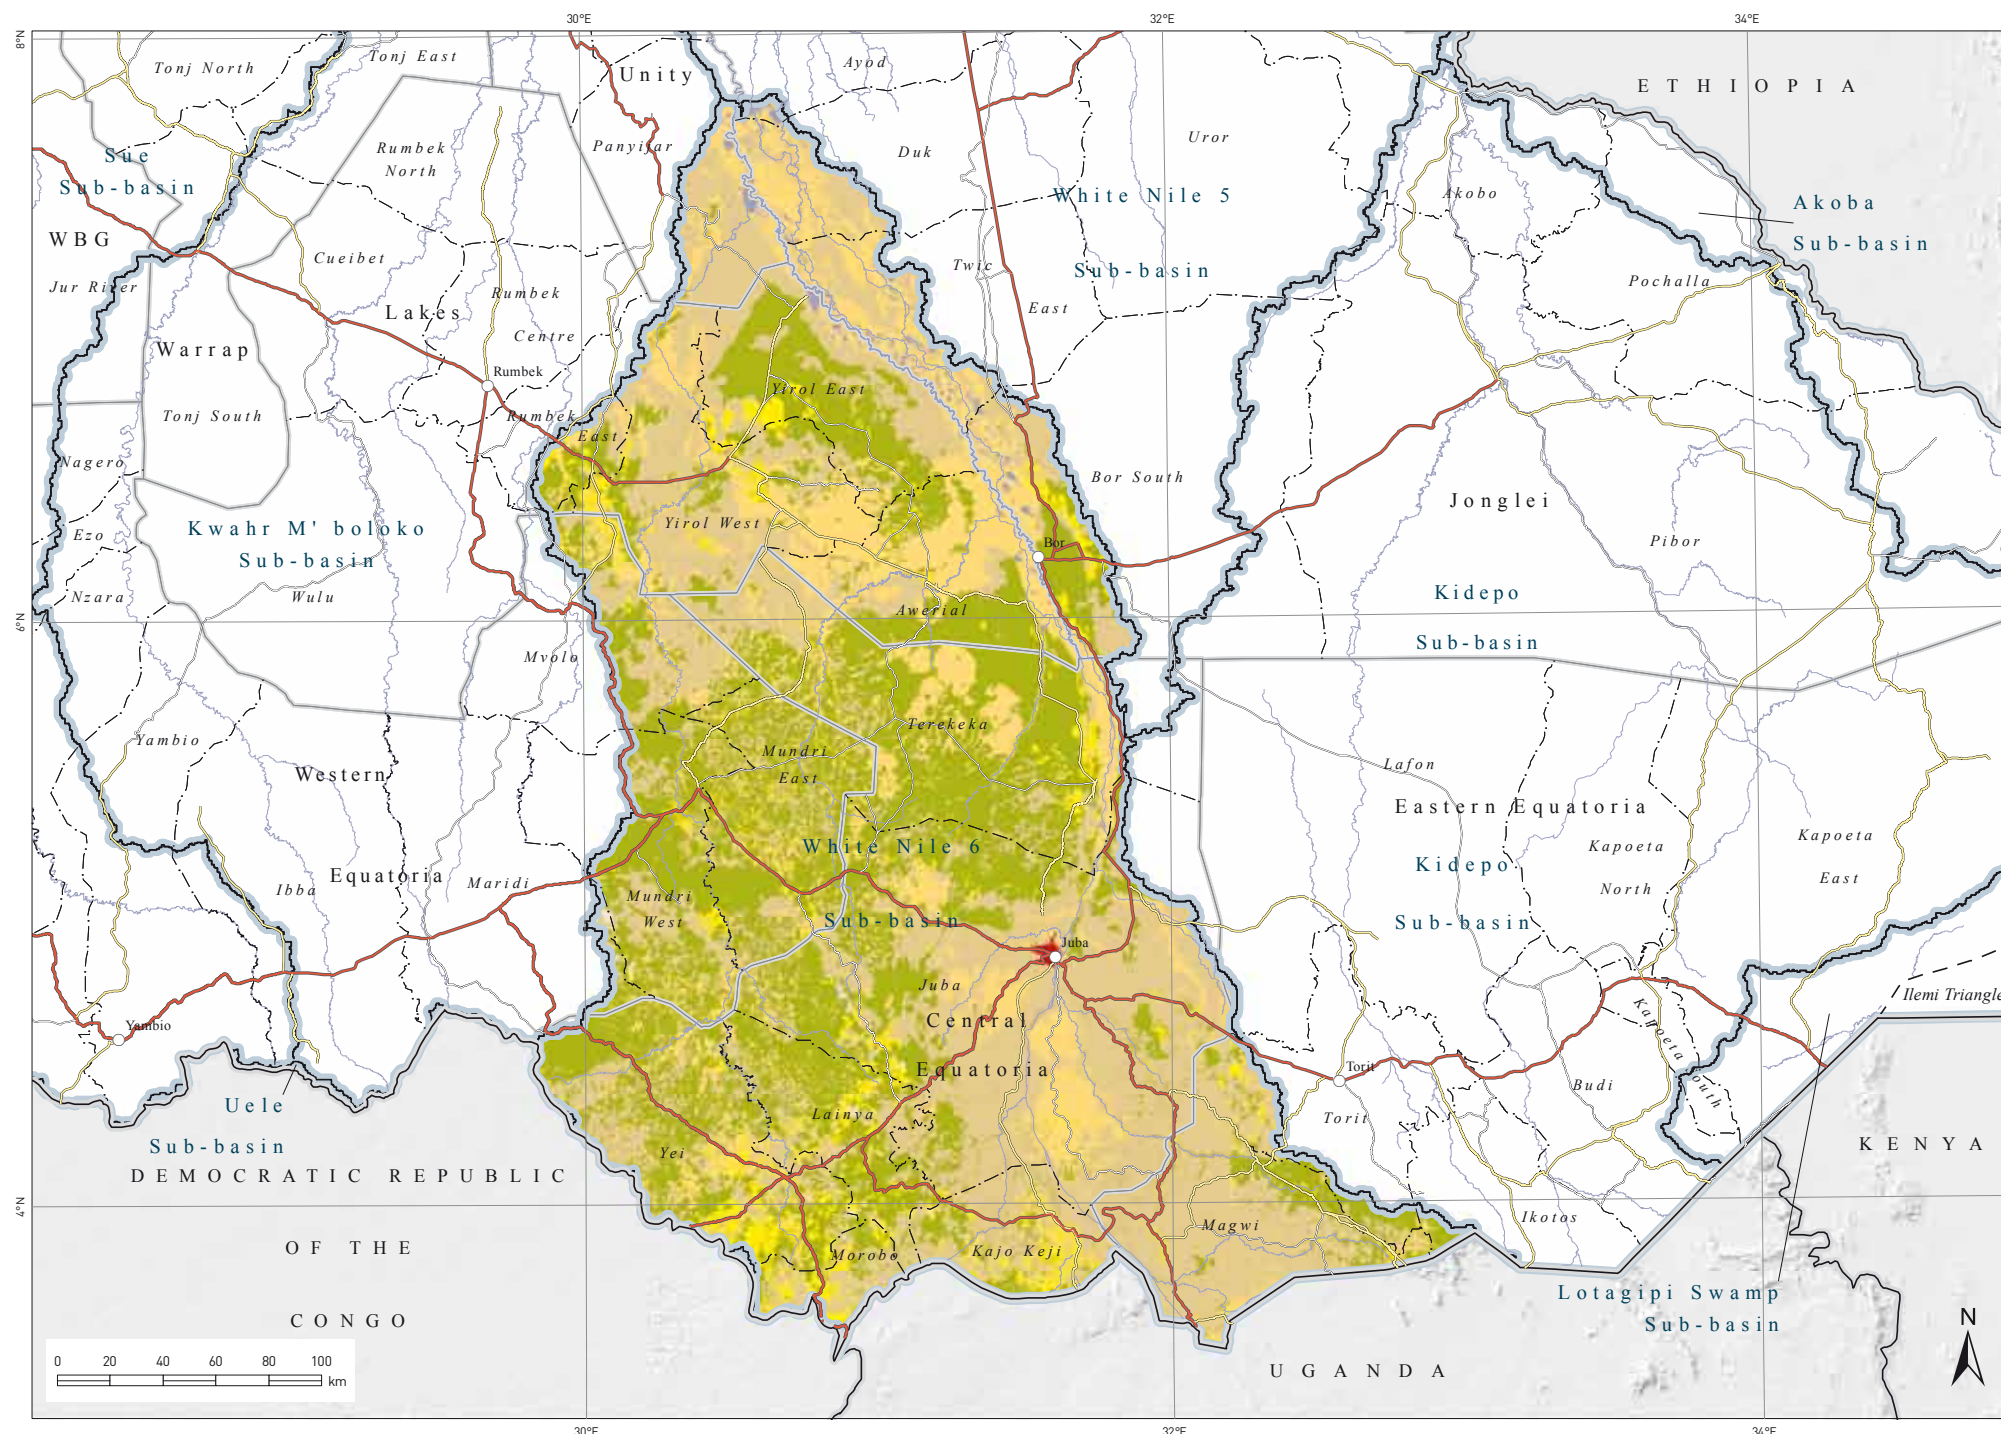 30°E
32°E
34°E
8°N
Tonj North
Tonj East
Unity
Ayod
ETHIOPIA
Sue
Sub-basin
Rumbek
North
Panyijar
Duk
Uror
White Nile 5
Sub-basin
Akobo
Akoba
Sub-basin
WBG
Jur River
Cueibet
Lakes
Rumbek
Centre
Twic
East
Pochalla
Warrap
Rumbek
Tonj South
Rumbek
East
Yirol East
Nagero
Bor South
Jonglei
Kwahr M' boloko
Sub-basin
Ezo
Yirol West
Bor
Pibor
Nzara
Wulu
Awerial
Kidepo
Sub-basin
6°N
Mvolo
Yambio
Western
Equatoria
Mundri
East
Terekeka
Lafon
Eastern Equatoria
Kapoeta
North
Kapoeta
East
Kidepo
Sub-basin
White Nile 6
Sub-basin
Ibba
Maridi
Mundri
West
Juba
Juba
Central
Equatoria
Ilemi Triangle
Yambio
Kapoeta South
Torit
Torit
Budi
Uele
Sub-basin
Lainya
Yei
KENYA
DEMOCRATIC REPUBLIC
OF THE
CONGO
4°N
Morobo
Kajo Keji
Magwi
Ikotos
Lotagipi Swamp
Sub-basin
UGANDA
N
0 20 40 60 80 100
km
30°E
32°E
34°E